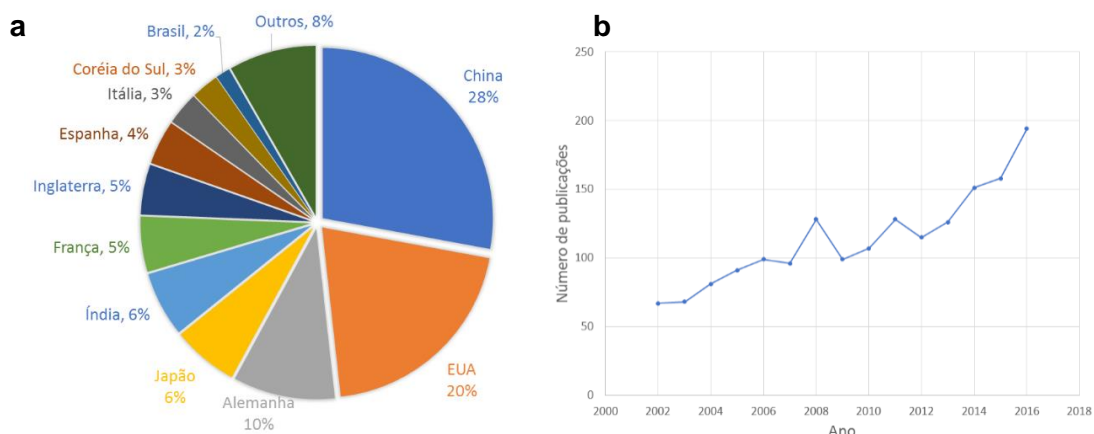 a
Brasil, 2%
Outros, 8%
Coréia do Sul, 3%
Itália, 3%
Espanha, 4%
Inglaterra, 5%
França, 5%
Índia, 6%
Japão
6%
Alemanha
10%
EUA
20%
China
28%
b
Número de publicações
250
200
150
100
50
0
2000 2002 2004 2006 2008 2010 2012 2014 2016 2018
Ano